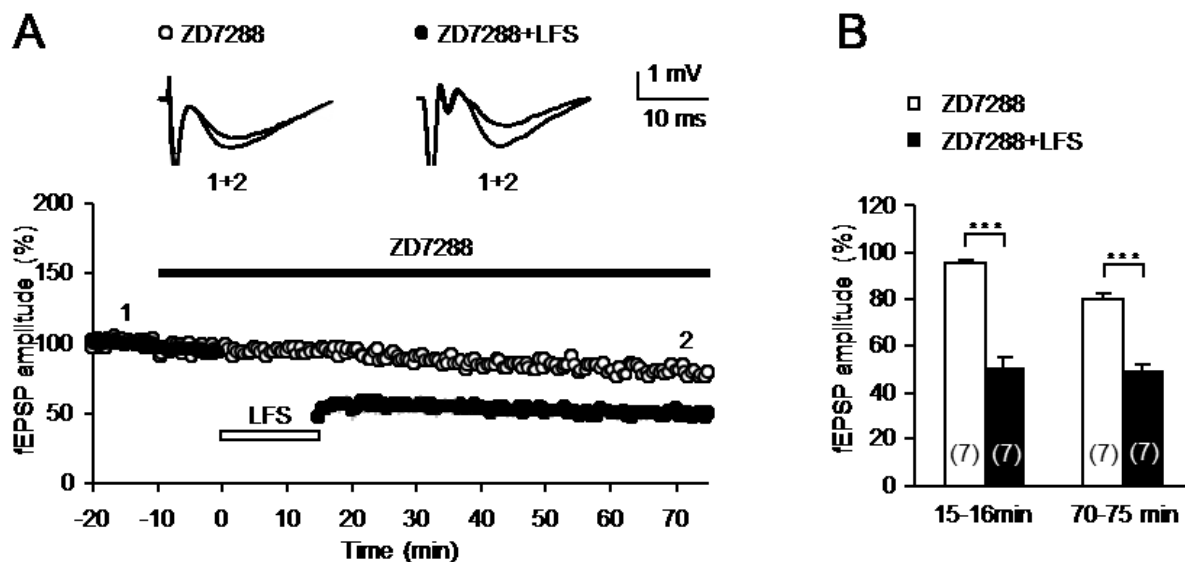 A
ZD7288
ZD7288+LFS
1 mV
10 ms
1+2
1+2
fEPSP amplitude (%)
200
150
100
50
0
ZD7288
1
2
LFS
-20
-10
0
10
20
30
40
50
60
70
Time (min)
B
ZD7288
ZD7288+LFS
fEPSP amplitude (%)
120
100
80
60
40
20
0
***
***
(7)
(7)
(7)
(7)
15-16min
70-75 min